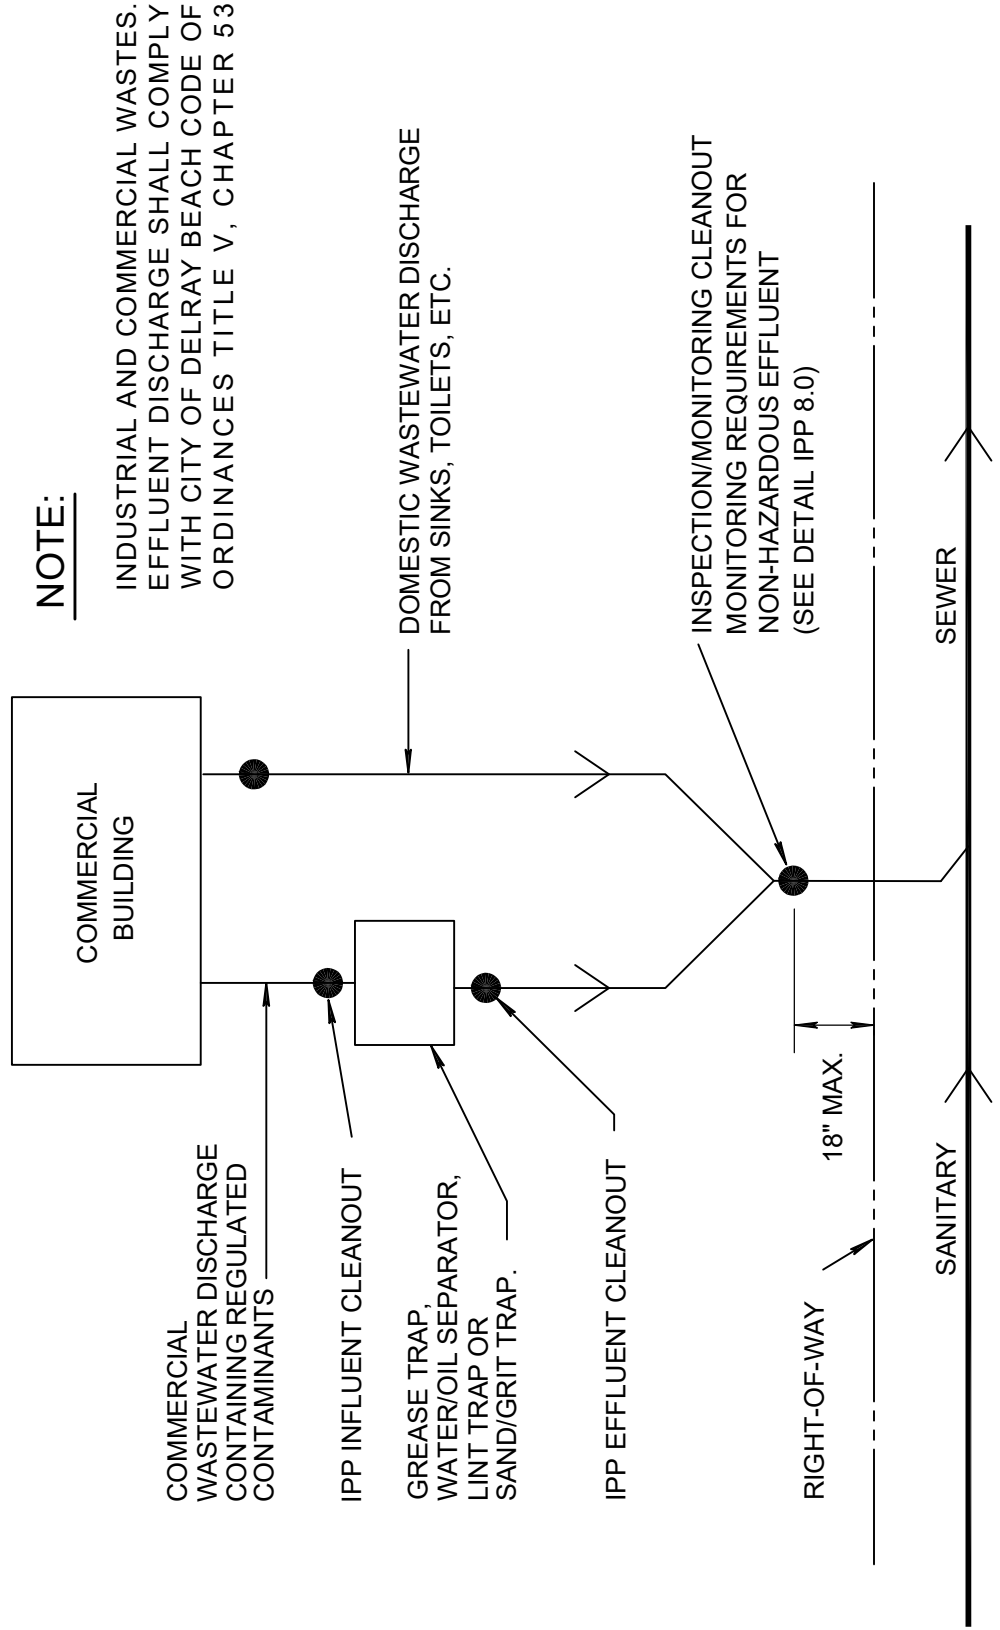 NOTE:
INDUSTRIAL AND COMMERCIAL WASTES.
EFFLUENT DISCHARGE SHALL COMPLY
WITH CITY OF DELRAY BEACH CODE OF
ORDINANCES TITLE V, CHAPTER 53
COMMERCIAL
BUILDING
COMMERCIAL
WASTEWATER DISCHARGE
CONTAINING REGULATED
CONTAMINANTS
IPP INFLUENT CLEANOUT
GREASE TRAP,
WATER/OIL SEPARATOR,
LINT TRAP OR
SAND/GRIT TRAP.
IPP EFFLUENT CLEANOUT
DOMESTIC WASTEWATER DISCHARGE
FROM SINKS, TOILETS, ETC.
INSPECTION/MONITORING CLEANOUT
MONITORING REQUIREMENTS FOR
NON-HAZARDOUS EFFLUENT
(SEE DETAIL IPP 8.0)
18" MAX.
RIGHT-OF-WAY
SANITARY
SEWER